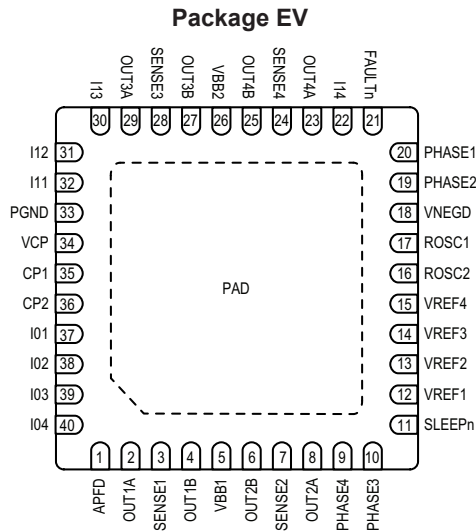 Package EV
I13
OUT3A
SENSE3
OUT3B
VBB2
OUT4B
SENSE4
OUT4A
I14
FAULTn
30 29 28 27 26 25 24 23 22 21
I12 31
I11 32
PGND 33
VCP 34
CP1 35
CP2 36
I01 37
I02 38
I03 39
I04 40
PAD
20 PHASE1
19 PHASE2
18 VNEGD
17 ROSC1
16 ROSC2
15 VREF4
14 VREF3
13 VREF2
12 VREF1
11 SLEEPn
1 2 3 4 5 6 7 8 9 10
APFD
OUT1A
SENSE1
OUT1B
VBB1
OUT2B
SENSE2
OUT2A
PHASE4
PHASE3